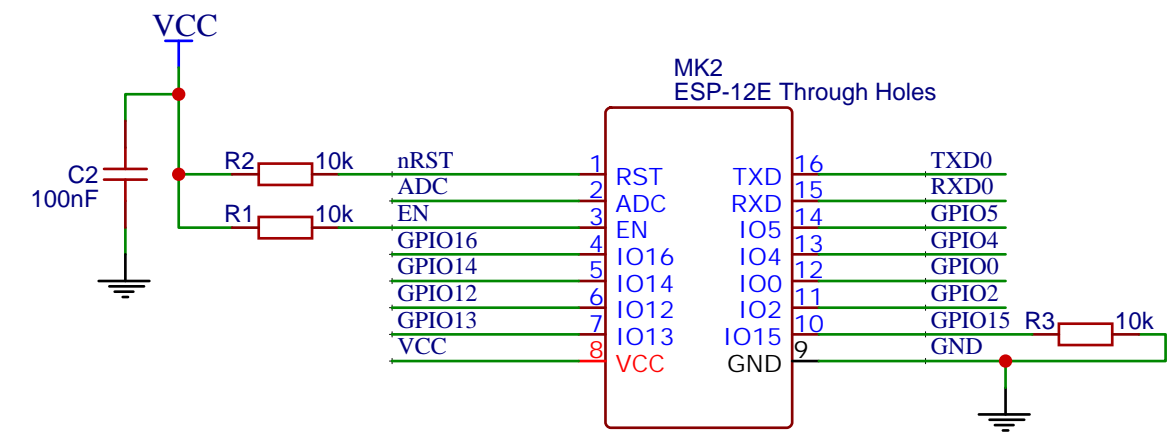 VCC
MK2
ESP-12E Through Holes
R2 10k nRST 1 RST TXD 16 TXD0
C2
100nF
ADC 2 ADC RXD 15 RXD0
R1 10k EN 3 EN IO5 14 GPIO5
GPIO16 4 IO16 IO4 13 GPIO4
GPIO14 5 IO14 IO0 12 GPIO0
GPIO12 6 IO12 IO2 11 GPIO2
GPIO13 7 IO13 IO15 10 GPIO15 R3 10k
VCC 8 VCC GND 9 GND